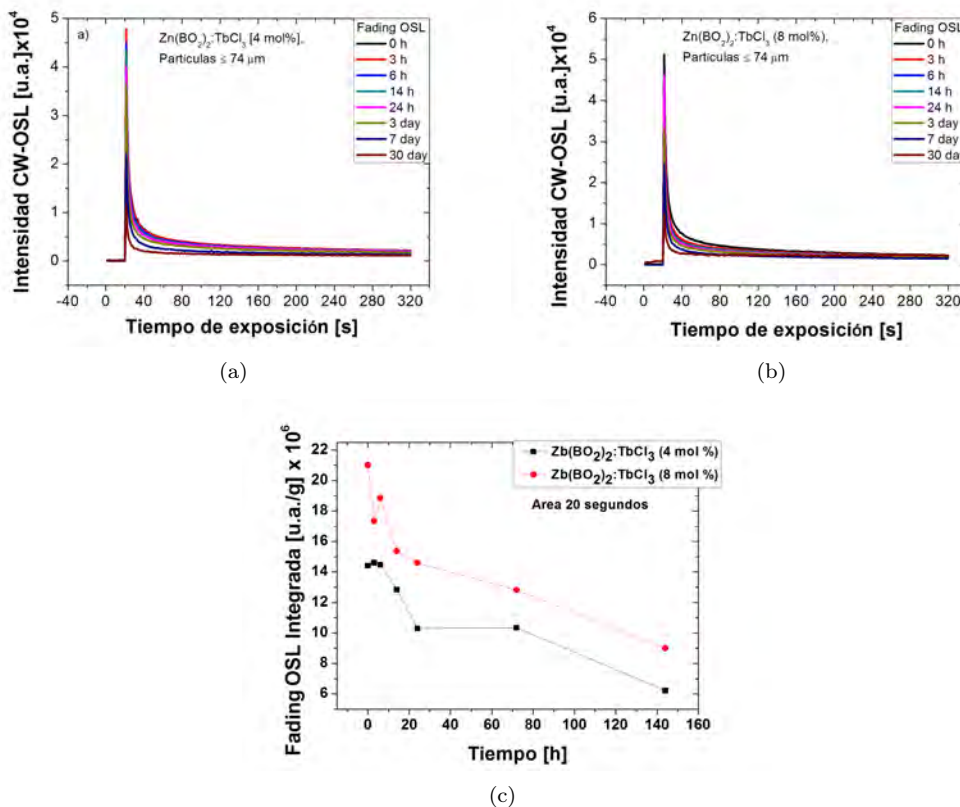 a)
Zn(BO2)2:TbCl3 [4 mol%],
Particulas ≤ 74 µm
Fading OSL
0 h
3 h
6 h
14 h
24 h
3 day
7 day
30 day
Intensidad CW-OSL [u.a.]x10^4
5
4
3
2
1
0
-40 0 40 80 120 160 200 240 280 320
Tiempo de exposición [s]
(a)
Zn(BO2)2:TbCl3 (8 mol%),
Particulas ≤ 74 µm
Fading OSL
0 h
3 h
6 h
14 h
24 h
3 day
7 day
30 day
Intensidad CW-OSL [u.a.]x10^4
6
5
4
3
2
1
0
-40 0 40 80 120 160 200 240 280 320
Tiempo de exposición [s]
(b)
Zb(BO2)2:TbCl3 (4 mol %)
Zb(BO2)2:TbCl3 (8 mol %)
Area 20 segundos
Fading OSL Integrada [u.a./g] x 10^6
22
20
18
16
14
12
10
8
6
0 20 40 60 80 100 120 140 160
Tiempo [h]
(c)